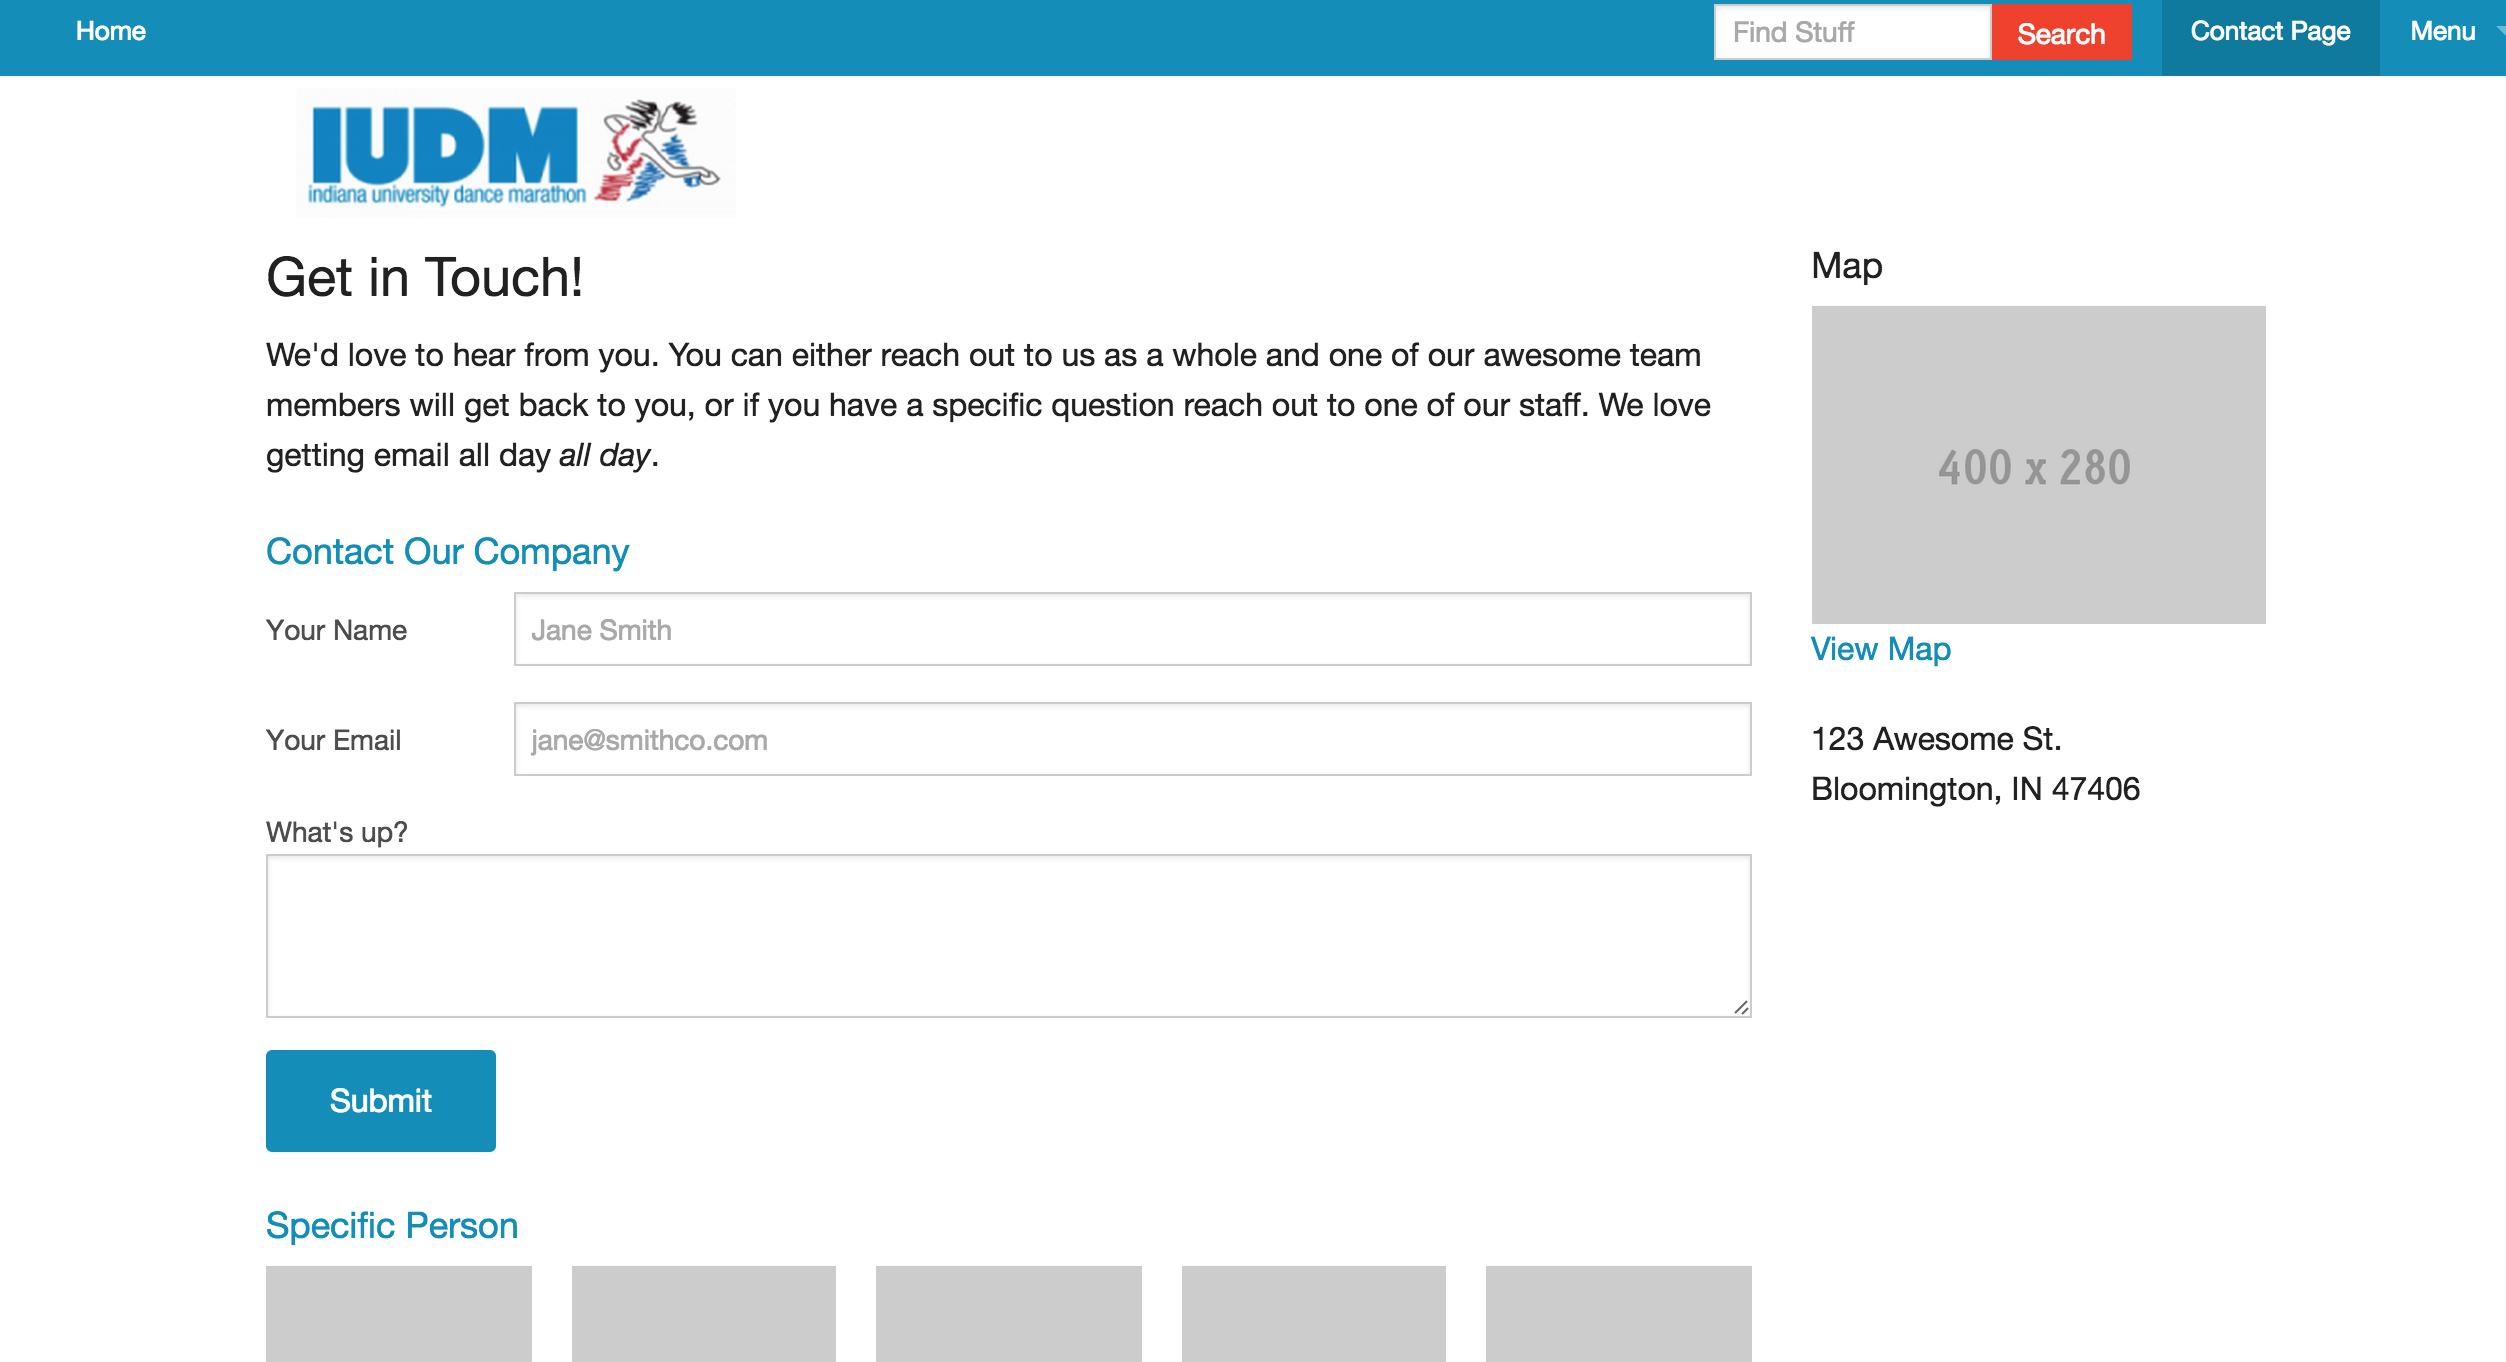 Home
Find Stuff
Search
Contact Page
Menu
IUDM
indiana university dance marathon
Get in Touch!
We'd love to hear from you. You can either reach out to us as a whole and one of our awesome team
members will get back to you, or if you have a specific question reach out to one of our staff. We love
getting email all day all day.
Contact Our Company
Your Name
Jane Smith
Your Email
jane@smithco.com
What's up?
Submit
Specific Person
Map
400 x 280
View Map
123 Awesome St.
Bloomington, IN 47406